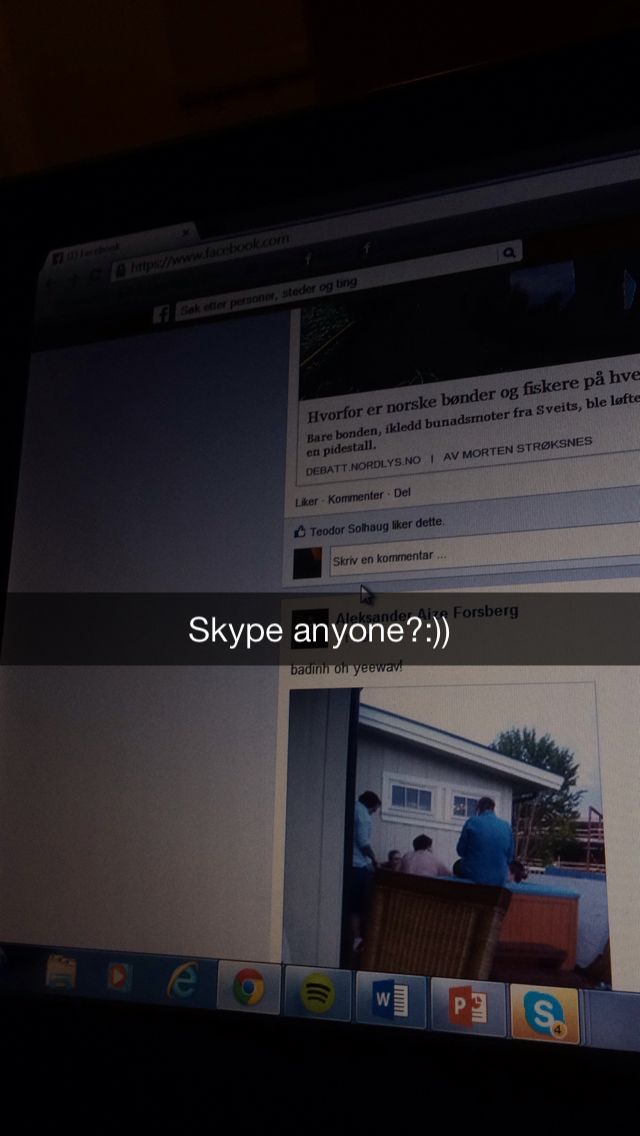 (1) Facebook
https://www.facebook.com
Søk etter personer, steder og ting
Hvorfor er norske bønder og fiskere på hve
Bare bonden, ikledd bunadsmoter fra Sveits, ble løfte
en pidestall.
DEBATT.NORDLYS.NO | AV MORTEN STRØKSNES
Liker · Kommenter · Del
Teodor Solhaug liker dette.
Skriv en kommentar ...
Aleksander Aize Forsberg
Skype anyone?:))
badinh oh yeewav!
4